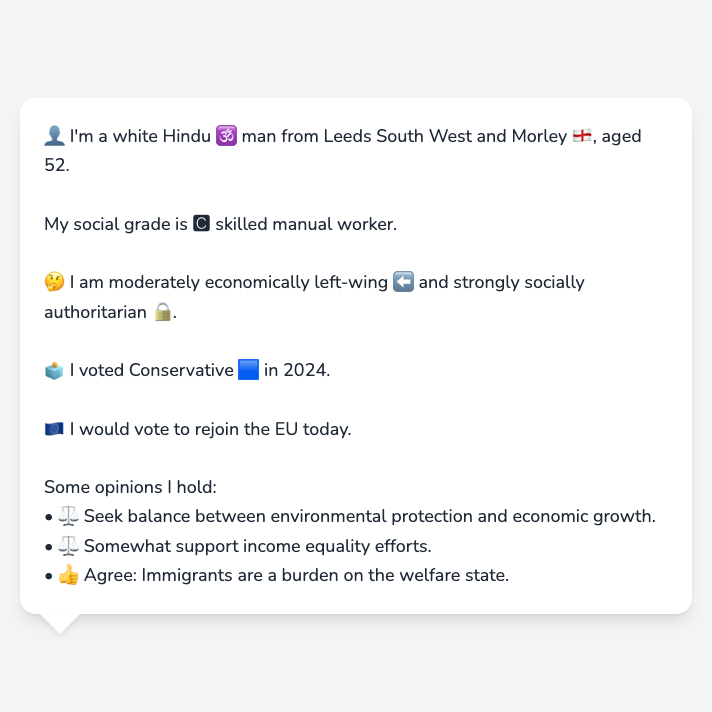 👤 I'm a white Hindu 🕉️ man from Leeds South West and Morley 🏴󠁧󠁢󠁥󠁮󠁧󠁿, aged
52.
My social grade is 🅲 skilled manual worker.
🤔 I am moderately economically left-wing ⬅️ and strongly socially
authoritarian 🔒.
🗳️ I voted Conservative 🟦 in 2024.
🇪🇺 I would vote to rejoin the EU today.
Some opinions I hold:
• ⚖️ Seek balance between environmental protection and economic growth.
• ⚖️ Somewhat support income equality efforts.
• 👍 Agree: Immigrants are a burden on the welfare state.